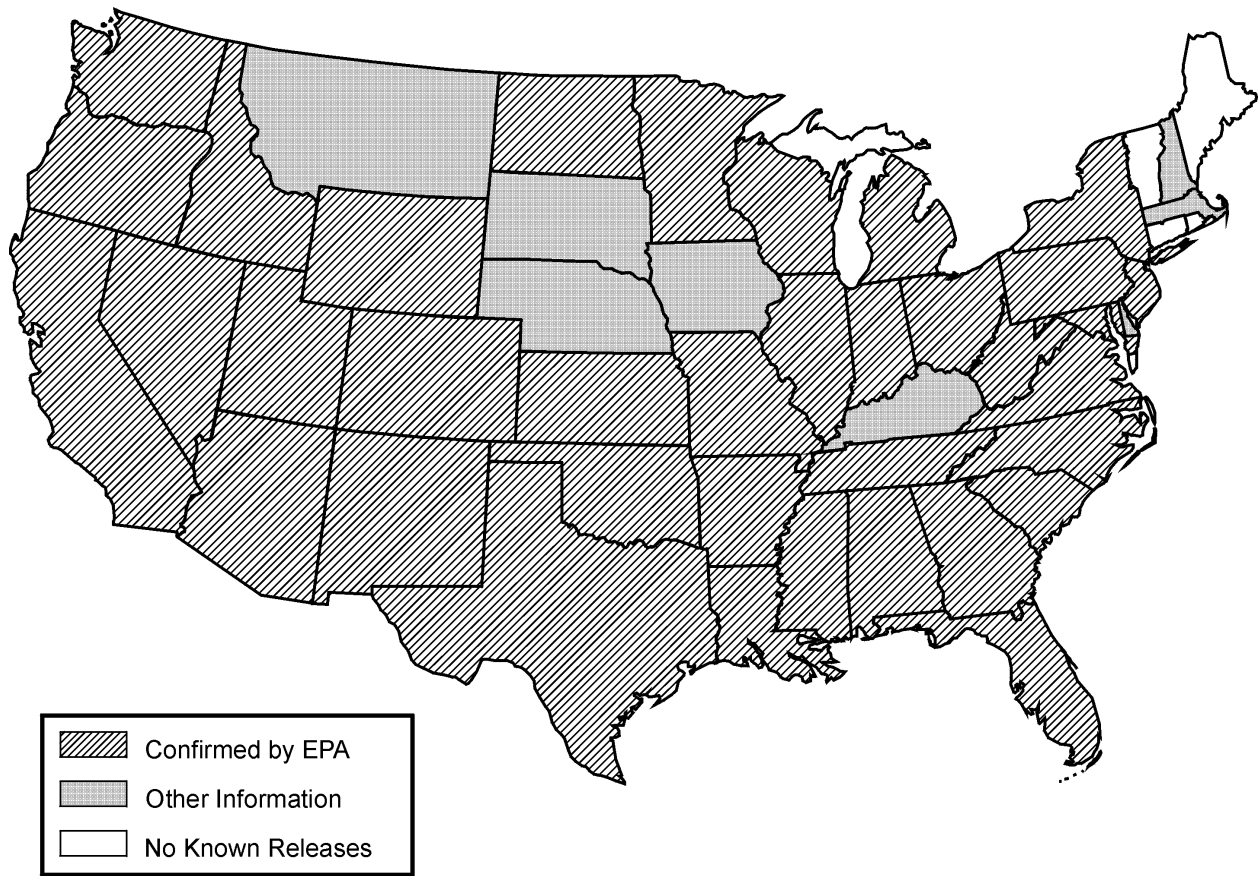 Confirmed by EPA
Other Information
No Known Releases